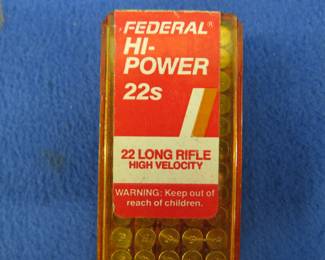 FEDERAL®
HI-
POWER
22s
22 LONG RIFLE
HIGH VELOCITY
WARNING: Keep out of
reach of children.